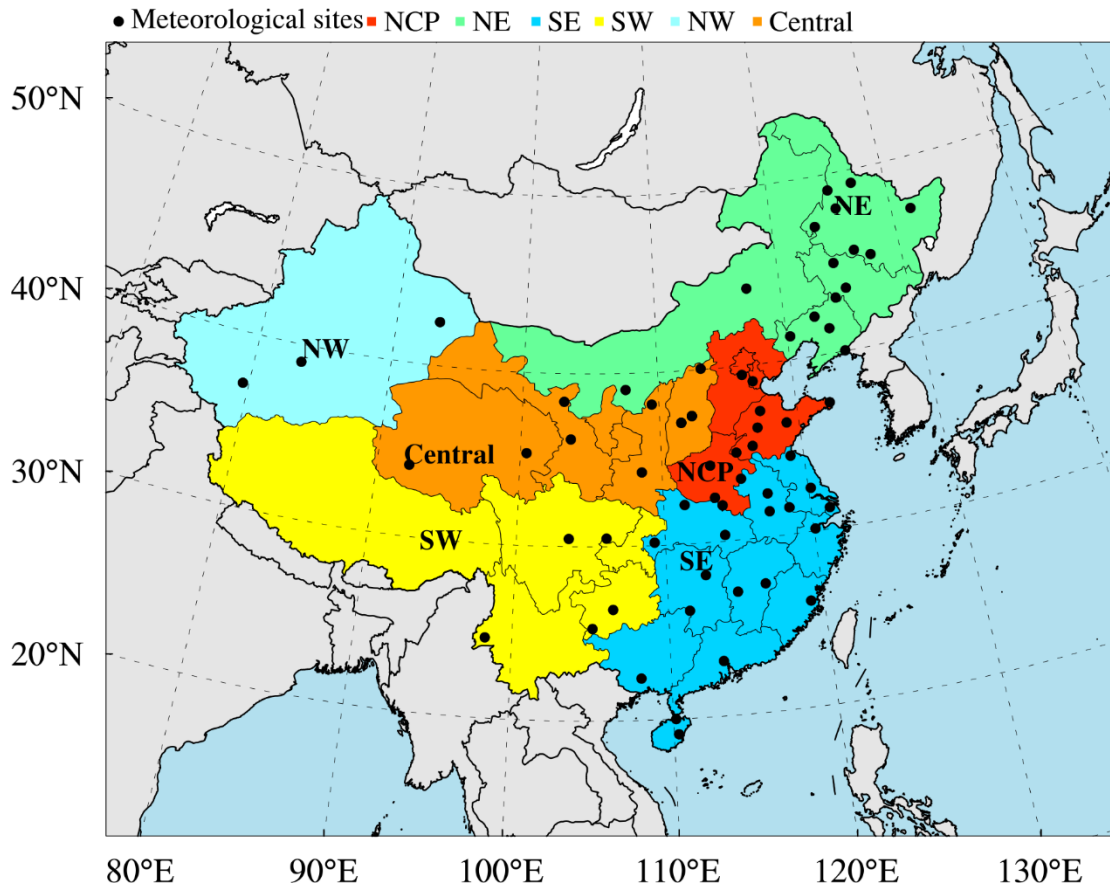 Meteorological sites NCP NE SE SW NW Central
50°N
NE
40°N
NW
Central
NCP
30°N
SW
SE
20°N
80°E 90°E 100°E 110°E 120°E 130°E